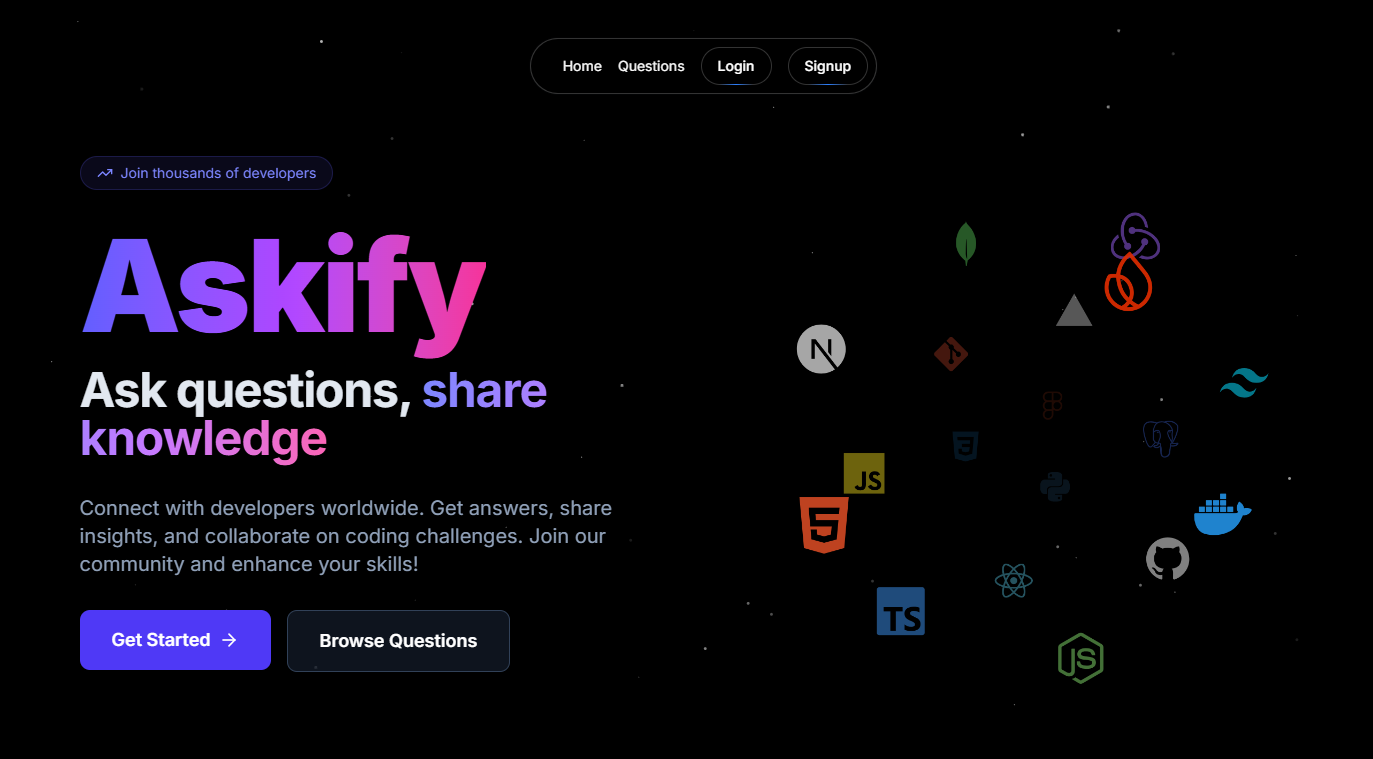 Home Questions Login Signup
Join thousands of developers
Askify
Ask questions, share
knowledge
Connect with developers worldwide. Get answers, share
insights, and collaborate on coding challenges. Join our
community and enhance your skills!
Get Started → Browse Questions
N
JS
5
3
TS
JS